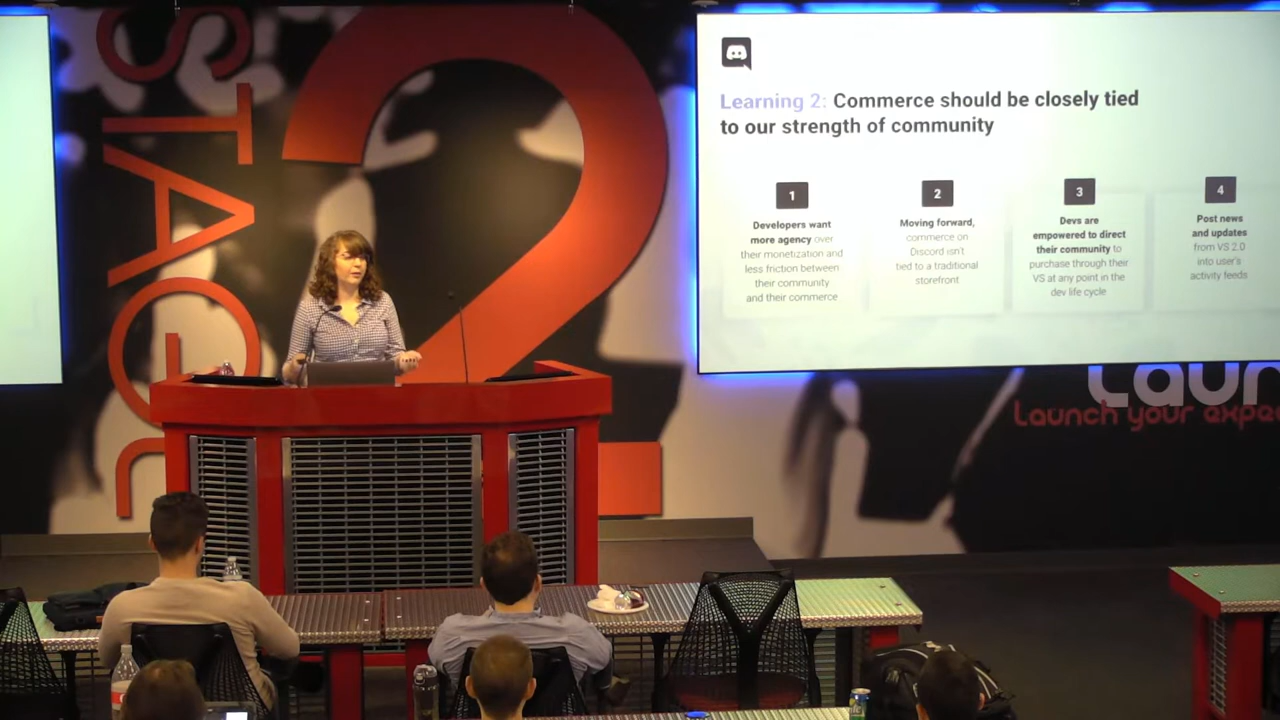 STAGE
2
Learning 2: Commerce should be closely tied
to our strength of community
1
Developers want
more agency over
their monetization and
less friction between
their community
and their commerce
2
Moving forward,
commerce on
Discord isn't
tied to a traditional
storefront
3
Devs are
empowered to direct
their community to
purchase through their
VS at any point in the
dev life cycle
4
Post news
and updates
from VS 2.0
into user's
activity feeds
Laun
Launch your expe